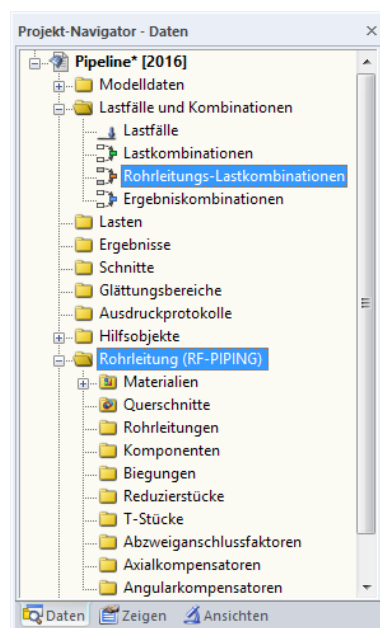 Projekt-Navigator - Daten
Pipeline* [2016]
Modelldaten
Lastfälle und Kombinationen
Lastfälle
Lastkombinationen
Rohrleitungs-Lastkombinationen
Ergebniskombinationen
Lasten
Ergebnisse
Schnitte
Glättungsbereiche
Ausdruckprotokolle
Hilfsobjekte
Rohrleitung (RF-PIPING)
Materialien
Querschnitte
Rohrleitungen
Komponenten
Biegungen
Reduzierstücke
T-Stücke
Abzweiganschlussfaktoren
Axialkompensatoren
Angularkompensatoren
Daten Zeigen Ansichten